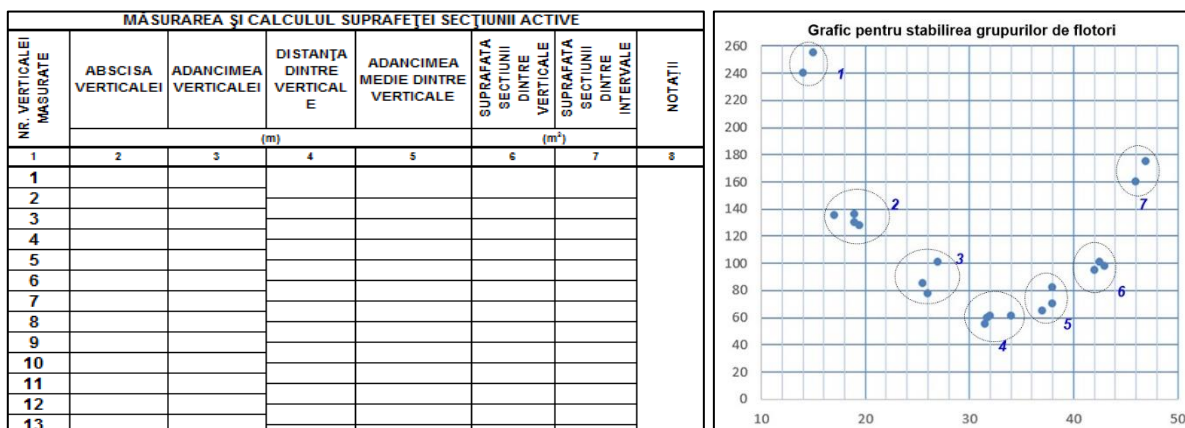 MĂSURAREA ŞI CALCULUL SUPRAFEŢEI SECŢIUNII ACTIVE
NR. VERTICALEI
MĂSURATE
ABSCISA
VERTICALEI
ADANCIMEA
VERTICALEI
DISTANŢA
DINTRE
VERTICAL
E
ADANCIMEA
MEDIE DINTRE
VERTICALE
SUPRAFATA
SECTIUNII
DINTRE
VERTICALE
SUPRAFATA
SECTIUNII
DINTRE
INTERVALE
NOTATII
(m)
(m²)
1 2 3 4 5 6 7 8
1
2
3
4
5
6
7
8
9
10
11
12
13
Grafic pentru stabilirea grupurilor de flotori
260
240
220
200
180
160
140
120
100
80
60
40
20
0
10 20 30 40 50
1
2
3
4
5
6
7